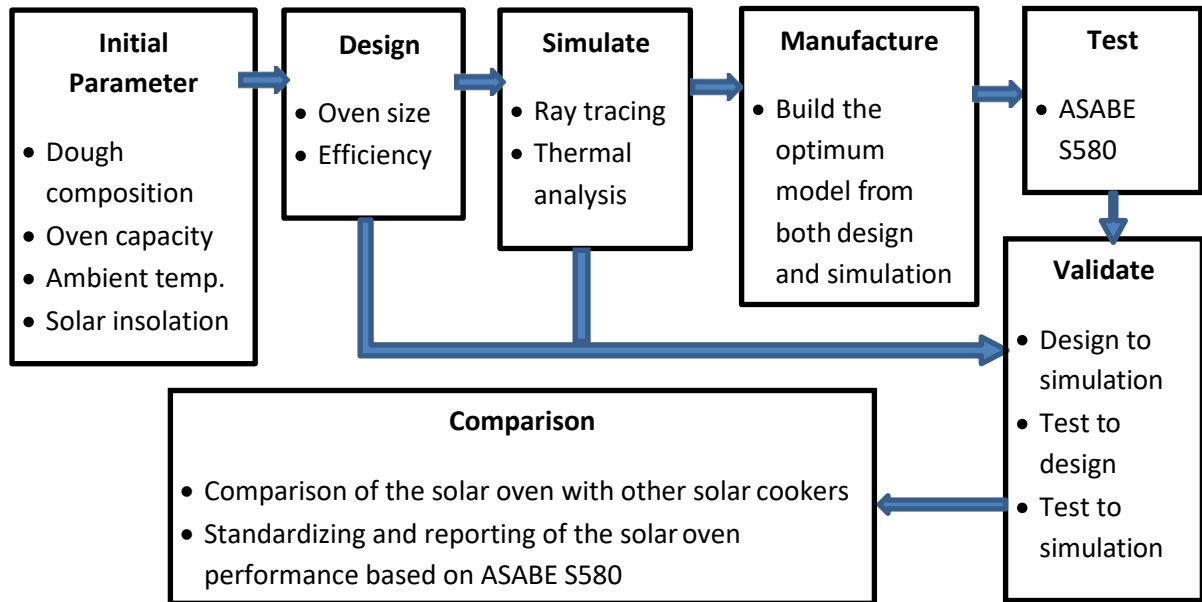 Initial
Parameter
• Dough
composition
• Oven capacity
• Ambient temp.
• Solar insolation
Design
• Oven size
• Efficiency
Simulate
• Ray tracing
• Thermal
analysis
Manufacture
• Build the
optimum
model from
both design
and simulation
Test
• ASABE
S580
Validate
• Design to
simulation
• Test to
design
• Test to
simulation
Comparison
• Comparison of the solar oven with other solar cookers
• Standardizing and reporting of the solar oven
performance based on ASABE S580